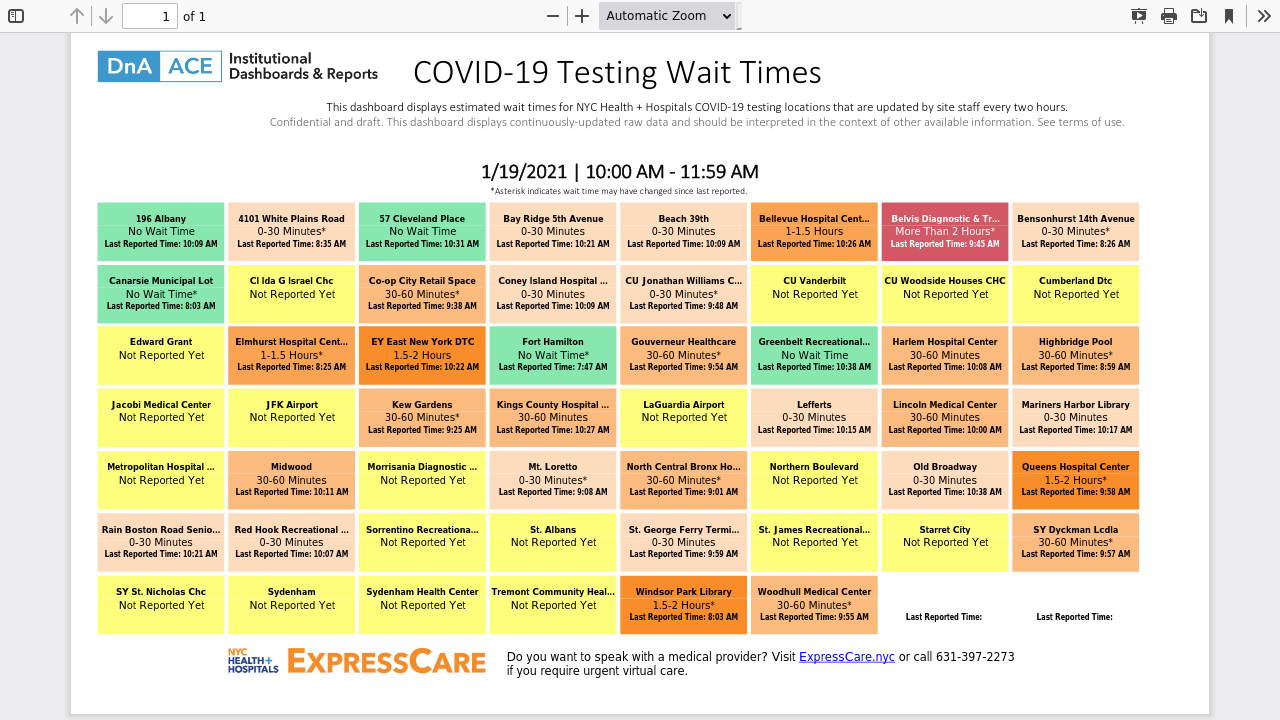 1 of 1
Automatic Zoom
DnA ACE Institutional
Dashboards & Reports
COVID-19 Testing Wait Times
This dashboard displays estimated wait times for NYC Health + Hospitals COVID-19 testing locations that are updated by site staff every two hours.
Confidential and draft. This dashboard displays continuously-updated raw data and should be interpreted in the context of other available information. See terms of use.
1/19/2021 | 10:00 AM - 11:59 AM
*Asterisk indicates wait time may have changed since last reported.
196 Albany
No Wait Time
Last Reported Time: 10:09 AM
4101 White Plains Road
0-30 Minutes*
Last Reported Time: 8:35 AM
57 Cleveland Place
No Wait Time
Last Reported Time: 10:31 AM
Bay Ridge 5th Avenue
0-30 Minutes
Last Reported Time: 10:21 AM
Beach 39th
0-30 Minutes
Last Reported Time: 10:09 AM
Bellevue Hospital Cent...
1-1.5 Hours
Last Reported Time: 10:26 AM
Belvis Diagnostic & Tr...
More Than 2 Hours*
Last Reported Time: 9:45 AM
Bensonhurst 14th Avenue
0-30 Minutes*
Last Reported Time: 8:26 AM
Canarsie Municipal Lot
No Wait Time*
Last Reported Time: 8:03 AM
Cl Ida G Israel Chc
Not Reported Yet
Co-op City Retail Space
30-60 Minutes*
Last Reported Time: 9:38 AM
Coney Island Hospital ...
0-30 Minutes
Last Reported Time: 10:09 AM
CU Jonathan Williams C...
0-30 Minutes*
Last Reported Time: 9:48 AM
CU Vanderbilt
Not Reported Yet
CU Woodside Houses CHC
Not Reported Yet
Cumberland Dtc
Not Reported Yet
Edward Grant
Not Reported Yet
Elmhurst Hospital Cent...
1-1.5 Hours*
Last Reported Time: 8:25 AM
EY East New York DTC
1.5-2 Hours
Last Reported Time: 10:22 AM
Fort Hamilton
No Wait Time*
Last Reported Time: 7:47 AM
Gouverneur Healthcare
30-60 Minutes*
Last Reported Time: 9:54 AM
Greenbelt Recreational...
No Wait Time
Last Reported Time: 10:38 AM
Harlem Hospital Center
30-60 Minutes
Last Reported Time: 10:08 AM
Highbridge Pool
30-60 Minutes*
Last Reported Time: 8:59 AM
Jacobi Medical Center
Not Reported Yet
JFK Airport
Not Reported Yet
Kew Gardens
30-60 Minutes*
Last Reported Time: 9:25 AM
Kings County Hospital ...
30-60 Minutes
Last Reported Time: 10:27 AM
LaGuardia Airport
Not Reported Yet
Lefferts
0-30 Minutes
Last Reported Time: 10:15 AM
Lincoln Medical Center
30-60 Minutes
Last Reported Time: 10:00 AM
Mariners Harbor Library
0-30 Minutes
Last Reported Time: 10:17 AM
Metropolitan Hospital ...
Not Reported Yet
Midwood
30-60 Minutes
Last Reported Time: 10:11 AM
Morrisania Diagnostic ...
Not Reported Yet
Mt. Loretto
0-30 Minutes*
Last Reported Time: 9:08 AM
North Central Bronx Ho...
30-60 Minutes*
Last Reported Time: 9:01 AM
Northern Boulevard
Not Reported Yet
Old Broadway
0-30 Minutes
Last Reported Time: 10:38 AM
Queens Hospital Center
1.5-2 Hours*
Last Reported Time: 9:58 AM
Rain Boston Road Senio...
0-30 Minutes
Last Reported Time: 10:21 AM
Red Hook Recreational ...
0-30 Minutes
Last Reported Time: 10:07 AM
Sorrentino Recreationa...
Not Reported Yet
St. Albans
Not Reported Yet
St. George Ferry Termi...
0-30 Minutes
Last Reported Time: 9:59 AM
St. James Recreational...
Not Reported Yet
Starret City
Not Reported Yet
SY Dyckman Lcdla
30-60 Minutes*
Last Reported Time: 9:57 AM
SY St. Nicholas Chc
Not Reported Yet
Sydenham
Not Reported Yet
Sydenham Health Center
Not Reported Yet
Tremont Community Heal...
Not Reported Yet
Windsor Park Library
1.5-2 Hours*
Last Reported Time: 8:03 AM
Woodhull Medical Center
30-60 Minutes*
Last Reported Time: 9:55 AM
Last Reported Time:
Last Reported Time:
NYC
HEALTH+
HOSPITALS
EXPRESSCARE
Do you want to speak with a medical provider? Visit ExpressCare.nyc or call 631-397-2273
if you require urgent virtual care.